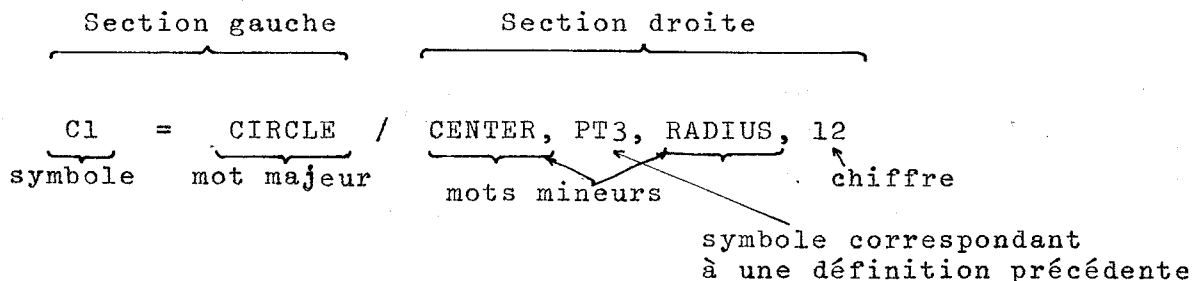 Section gauche Section droite
C1 = CIRCLE / CENTER, PT3, RADIUS, 12
symbole mot majeur mots mineurs chiffre
symbole correspondant
à une définition précédente